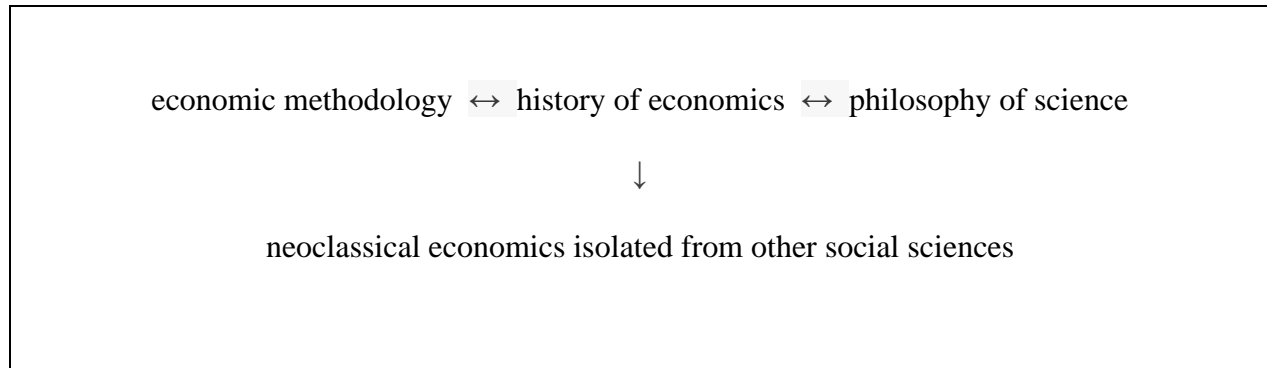 economic methodology ↔ history of economics ↔ philosophy of science
↓
neoclassical economics isolated from other social sciences